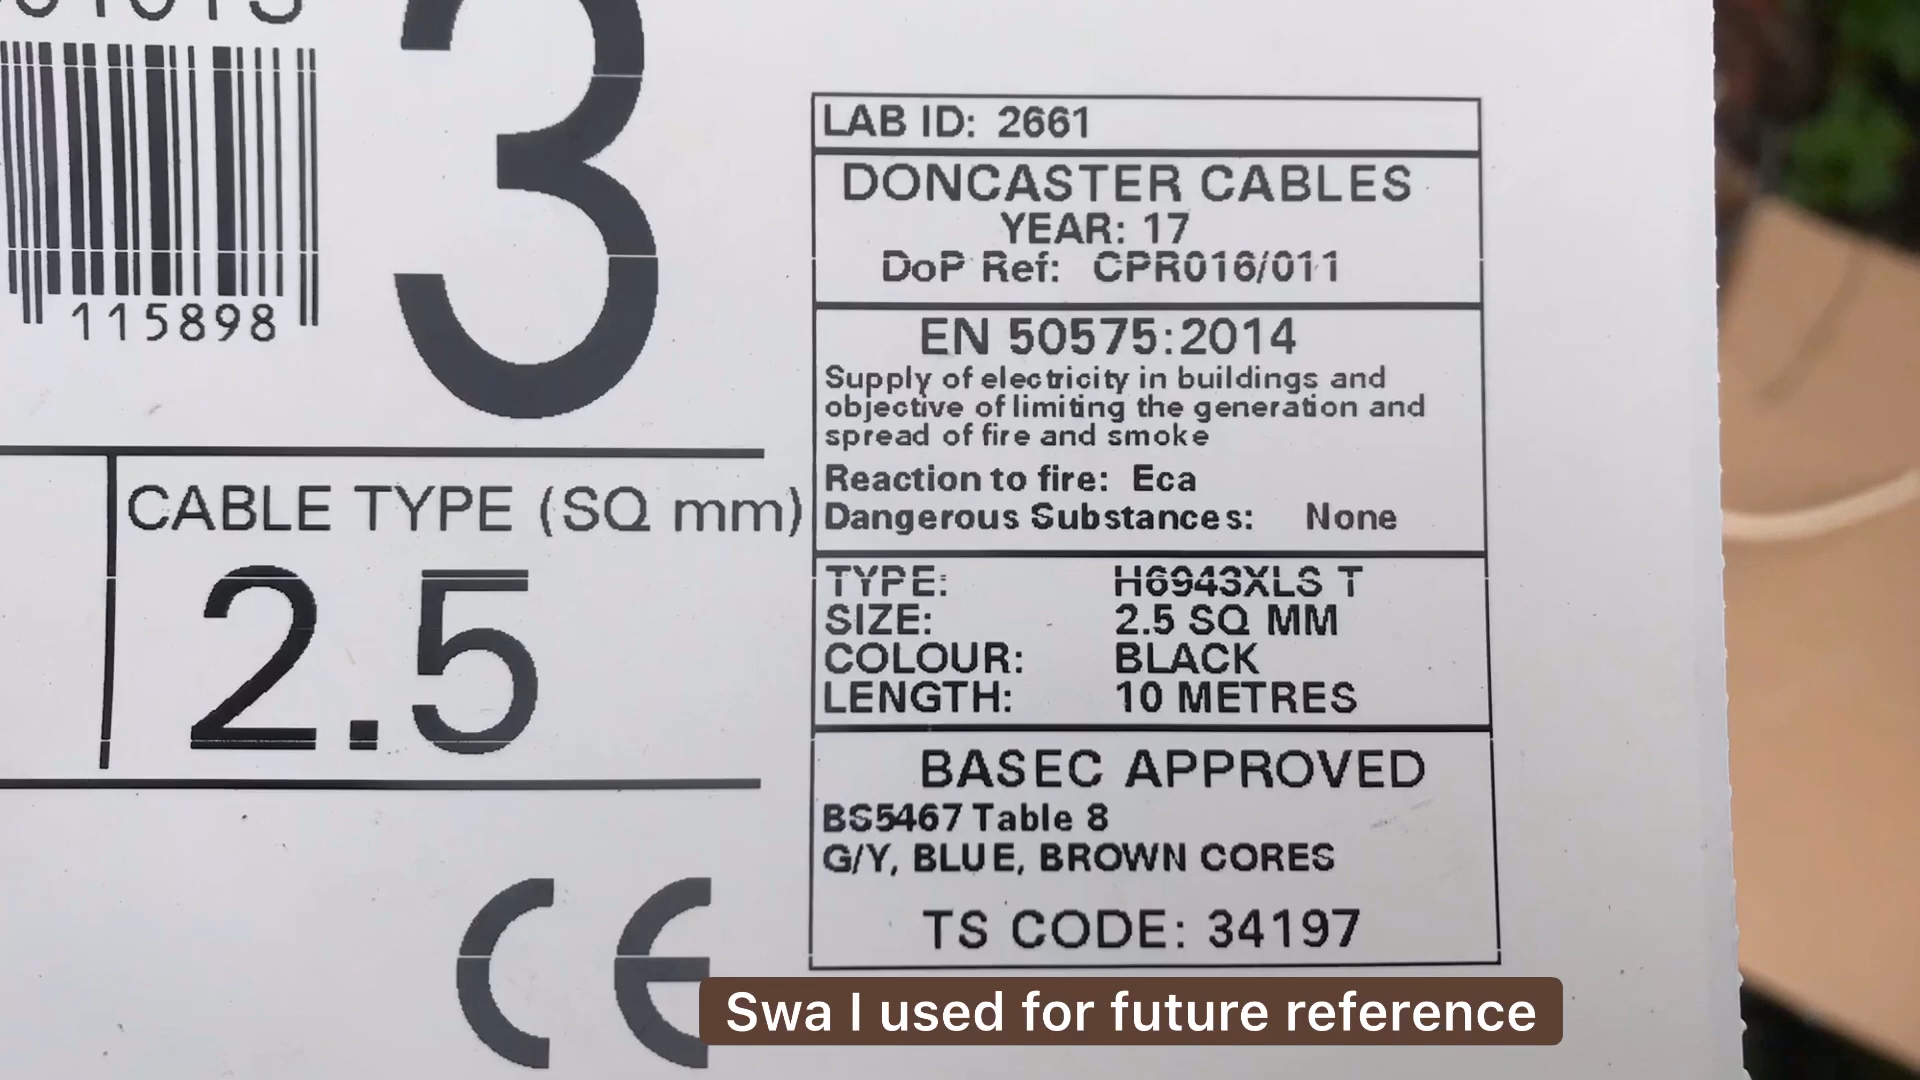 115898
3
CABLE TYPE (SQ mm)
2.5
CE
LAB ID: 2661
DONCASTER CABLES
YEAR: 17
DoP Ref: CPR016/011
EN 50575:2014
Supply of electricity in buildings and
objective of limiting the generation and
spread of fire and smoke
Reaction to fire: Eca
Dangerous Substances: None
TYPE: H6943XLS T
SIZE: 2.5 SQ MM
COLOUR: BLACK
LENGTH: 10 METRES
BASEC APPROVED
BS5467 Table 8
G/Y, BLUE, BROWN CORES
TS CODE: 34197
Swa I used for future reference